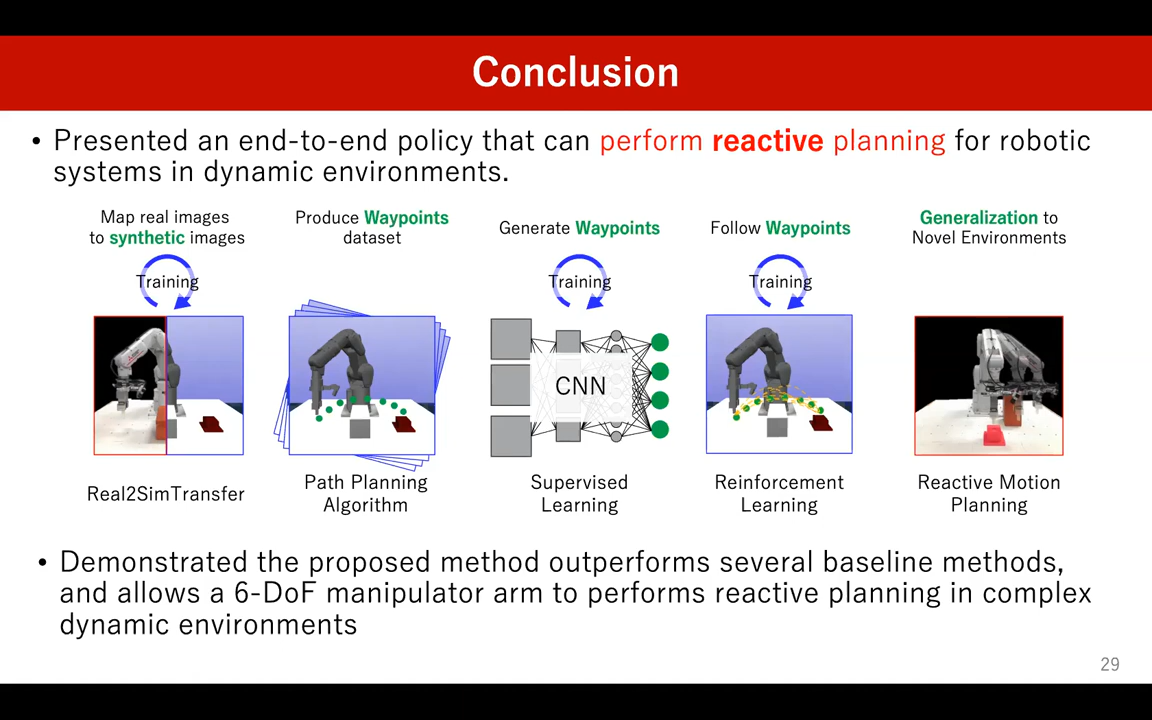 Conclusion
• Presented an end-to-end policy that can perform reactive planning for robotic
systems in dynamic environments.
Map real images
to synthetic images
Produce Waypoints
dataset
Generate Waypoints
Follow Waypoints
Generalization to
Novel Environments
Training
Training
Training
CNN
Real2SimTransfer
Path Planning
Algorithm
Supervised
Learning
Reinforcement
Learning
Reactive Motion
Planning
• Demonstrated the proposed method outperforms several baseline methods,
and allows a 6-DoF manipulator arm to performs reactive planning in complex
dynamic environments
29